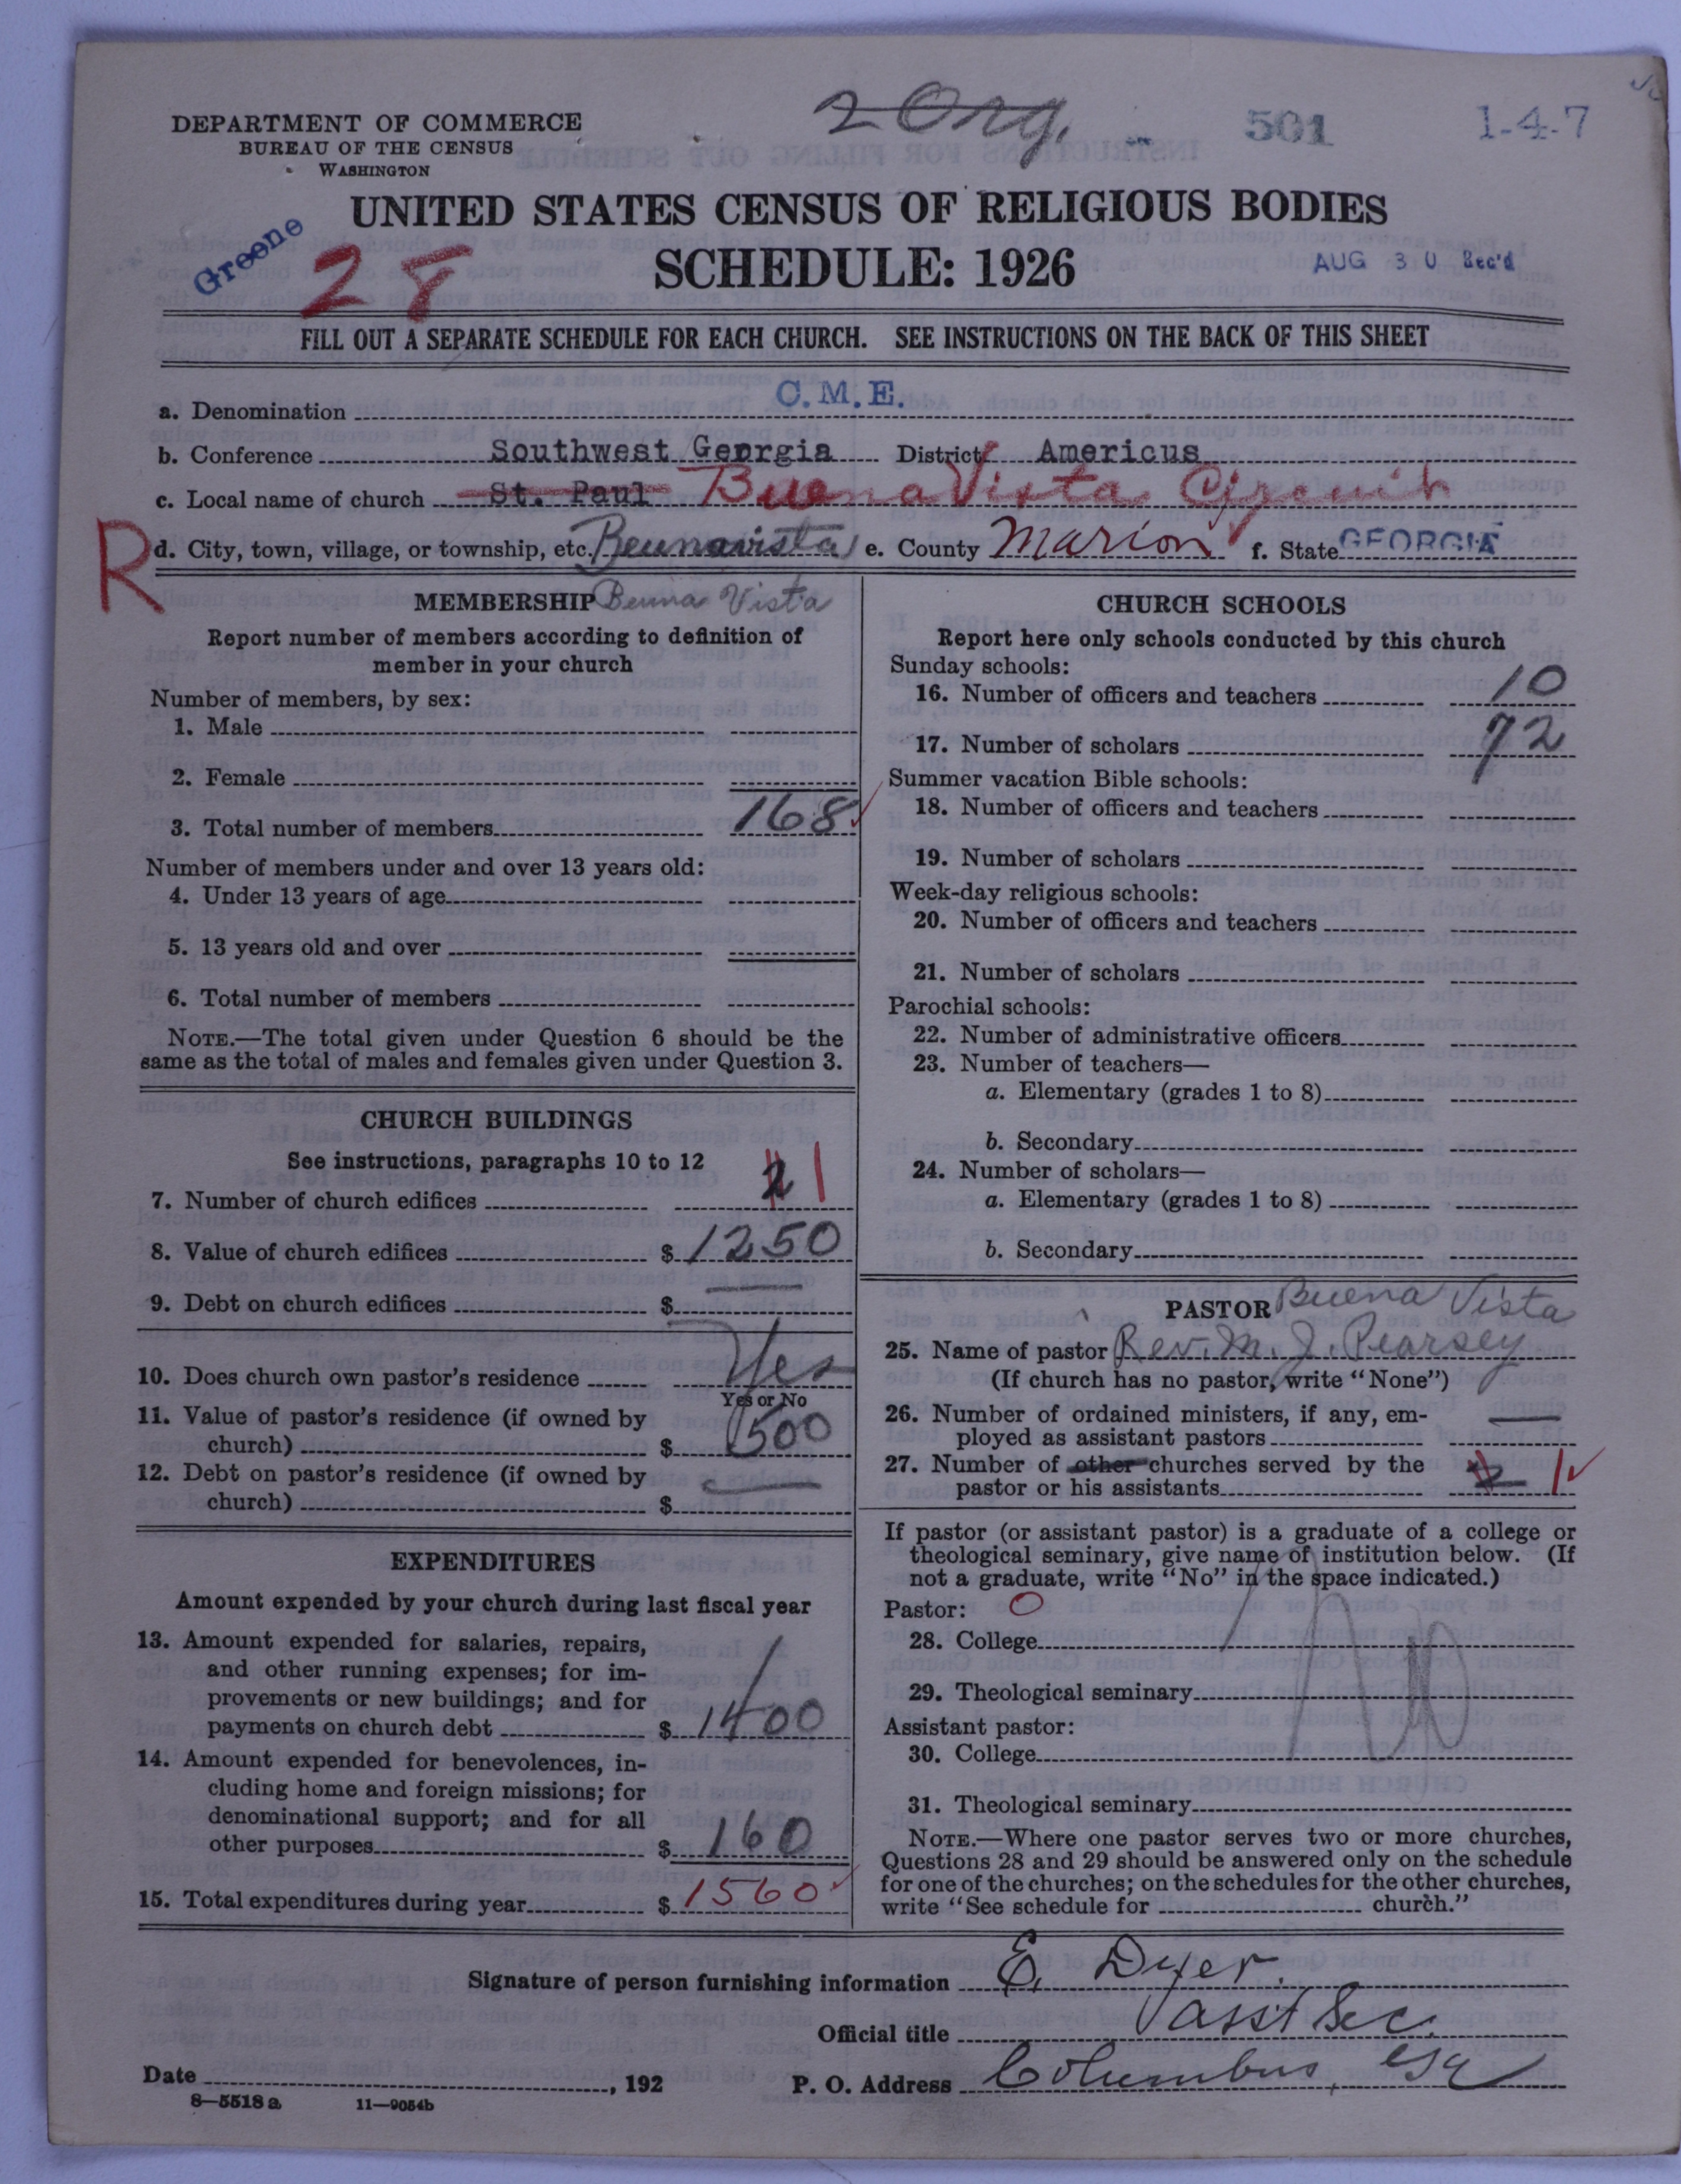 2 Org.
501
1-4-7
DEPARTMENT OF COMMERCE
BUREAU OF THE CENSUS
WASHINGTON
UNITED STATES CENSUS OF RELIGIOUS BODIES
Greene
28
SCHEDULE: 1926
AUG 30 Rec'd
FILL OUT A SEPARATE SCHEDULE FOR EACH CHURCH. SEE INSTRUCTIONS ON THE BACK OF THIS SHEET
a. Denomination C.M.E.
b. Conference Southwest Georgia District Americus
c. Local name of church St. Paul Buena Vista Circuit
R
d. City, town, village, or township, etc. Beunavista e. County Marion f. State GEORGIA
MEMBERSHIP Beuna Vista
Report number of members according to definition of
member in your church
Number of members, by sex:
1. Male
2. Female
3. Total number of members 168
Number of members under and over 13 years old:
4. Under 13 years of age
5. 13 years old and over
6. Total number of members
NOTE.—The total given under Question 6 should be the
same as the total of males and females given under Question 3.
CHURCH BUILDINGS
See instructions, paragraphs 10 to 12
7. Number of church edifices 2 1
8. Value of church edifices $ 1250
9. Debt on church edifices $ —
10. Does church own pastor's residence Yes
Yes or No
11. Value of pastor's residence (if owned by
church) $ 500
12. Debt on pastor's residence (if owned by
church) $ —
EXPENDITURES
Amount expended by your church during last fiscal year
13. Amount expended for salaries, repairs,
and other running expenses; for im-
provements or new buildings; and for
payments on church debt $ 1400
14. Amount expended for benevolences, in-
cluding home and foreign missions; for
denominational support; and for all
other purposes $ 160
15. Total expenditures during year $ 1560
CHURCH SCHOOLS
Report here only schools conducted by this church
Sunday schools:
16. Number of officers and teachers 10
17. Number of scholars 72
Summer vacation Bible schools:
18. Number of officers and teachers
19. Number of scholars
Week-day religious schools:
20. Number of officers and teachers
21. Number of scholars
Parochial schools:
22. Number of administrative officers
23. Number of teachers—
a. Elementary (grades 1 to 8)
b. Secondary
24. Number of scholars—
a. Elementary (grades 1 to 8)
b. Secondary
PASTOR Buena Vista
25. Name of pastor Rev. M. J. Pearsey
(If church has no pastor, write "None")
26. Number of ordained ministers, if any, em-
ployed as assistant pastors —
27. Number of other churches served by the
pastor or his assistants 2 1
If pastor (or assistant pastor) is a graduate of a college or
theological seminary, give name of institution below. (If
not a graduate, write "No" in the space indicated.)
Pastor: O
28. College
29. Theological seminary
Assistant pastor:
30. College
31. Theological seminary
NOTE.—Where one pastor serves two or more churches,
Questions 28 and 29 should be answered only on the schedule
for one of the churches; on the schedules for the other churches,
write "See schedule for church."
Signature of person furnishing information E. Dyer
Official title asst Sec.
Date , 192 P. O. Address Columbus, Ga
8—5518 a 11—9054b